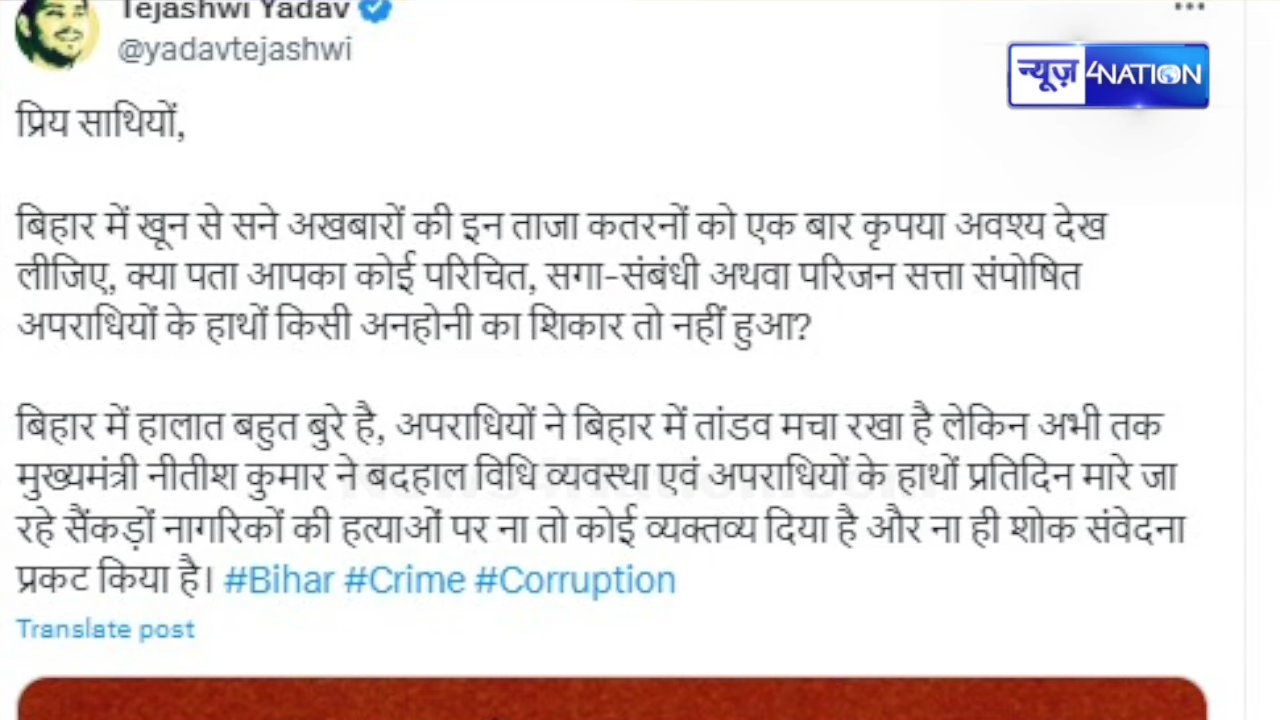 Tejashwi Yadav
@yadavtejashwi
न्यूज़ 4NATION
प्रिय साथियों,
बिहार में खून से सने अखबारों की इन ताजा कतरनों को एक बार कृपया अवश्य देख
लीजिए, क्या पता आपका कोई परिचित, सगा-संबंधी अथवा परिजन सत्ता संपोषित
अपराधियों के हाथों किसी अनहोनी का शिकार तो नहीं हुआ?
बिहार में हालात बहुत बुरे है, अपराधियों ने बिहार में तांडव मचा रखा है लेकिन अभी तक
मुख्यमंत्री नीतीश कुमार ने बदहाल विधि व्यवस्था एवं अपराधियों के हाथों प्रतिदिन मारे जा
रहे सैंकड़ों नागरिकों की हत्याओं पर ना तो कोई व्यक्तव्य दिया है और ना ही शोक संवेदना
प्रकट किया है। #Bihar #Crime #Corruption
Translate post